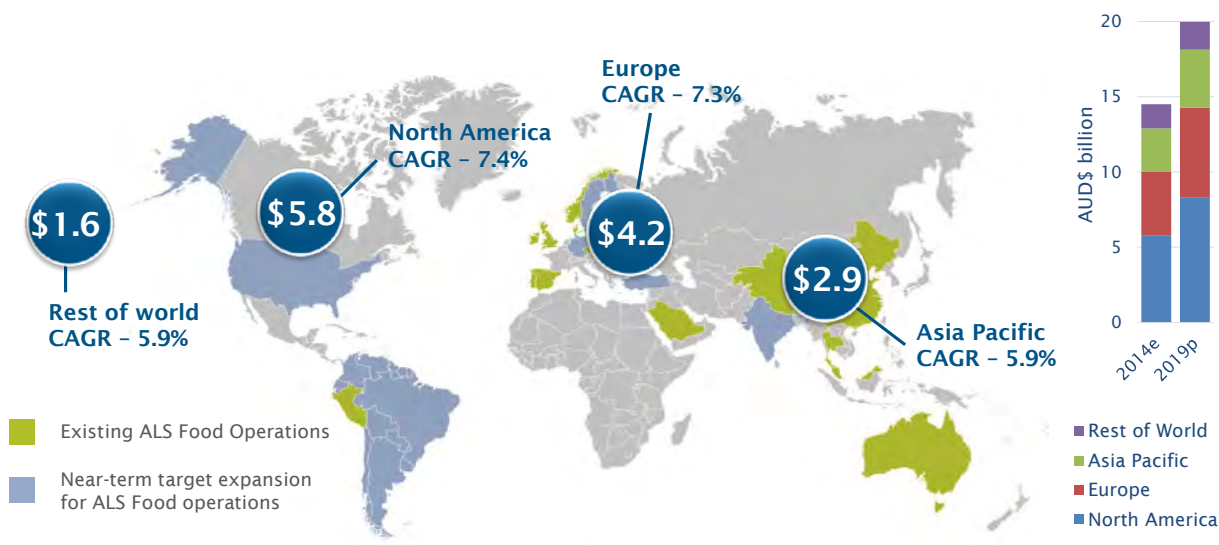 $1.6
Rest of world
CAGR – 5.9%
$5.8
North America
CAGR – 7.4%
Europe
CAGR – 7.3%
$4.2
$2.9
Asia Pacific
CAGR – 5.9%
Existing ALS Food Operations
Near-term target expansion
for ALS Food operations
AUD$ billion
20
15
10
5
0
2014e
2019p
Rest of World
Asia Pacific
Europe
North America